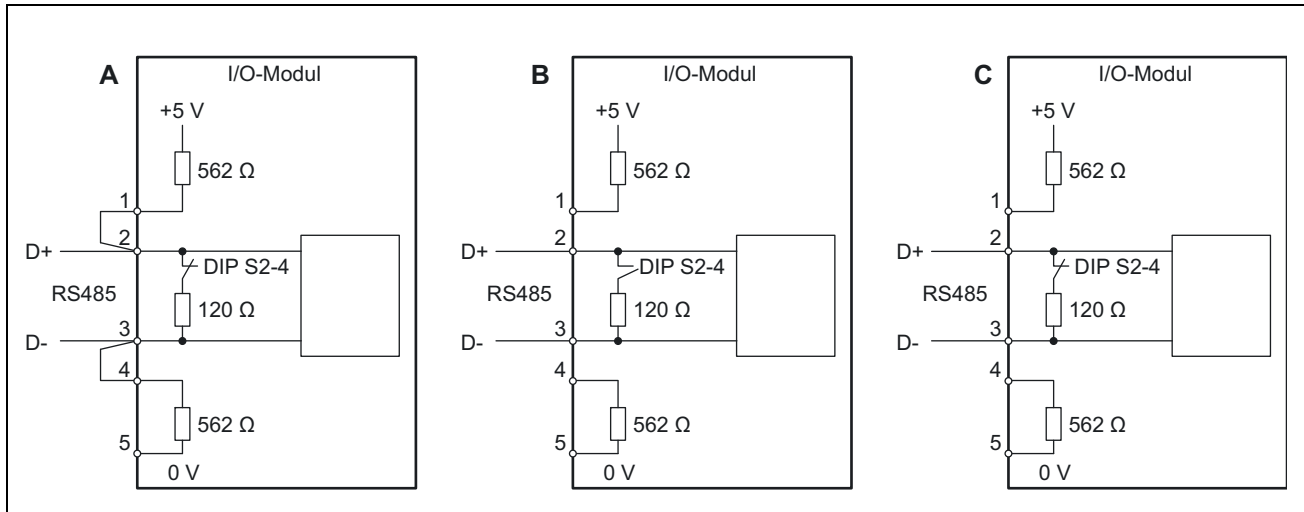 A
I/O-Modul
+5 V
562 Ω
1
2
D+
DIP S2-4
RS485
120 Ω
3
D-
4
562 Ω
5
0 V
B
I/O-Modul
+5 V
562 Ω
1
2
D+
DIP S2-4
RS485
120 Ω
3
D-
4
562 Ω
5
0 V
C
I/O-Modul
+5 V
562 Ω
1
2
D+
DIP S2-4
RS485
120 Ω
3
D-
4
562 Ω
5
0 V